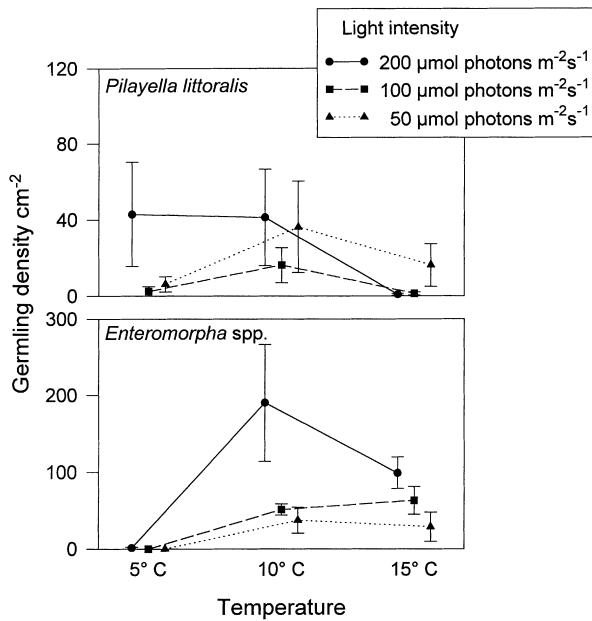 Light intensity
200 µmol photons m-2s-1
100 µmol photons m-2s-1
50 µmol photons m-2s-1
Pilayella littoralis
120
80
40
0
Germling density cm-2
Enteromorpha spp.
300
200
100
0
5° C 10° C 15° C
Temperature